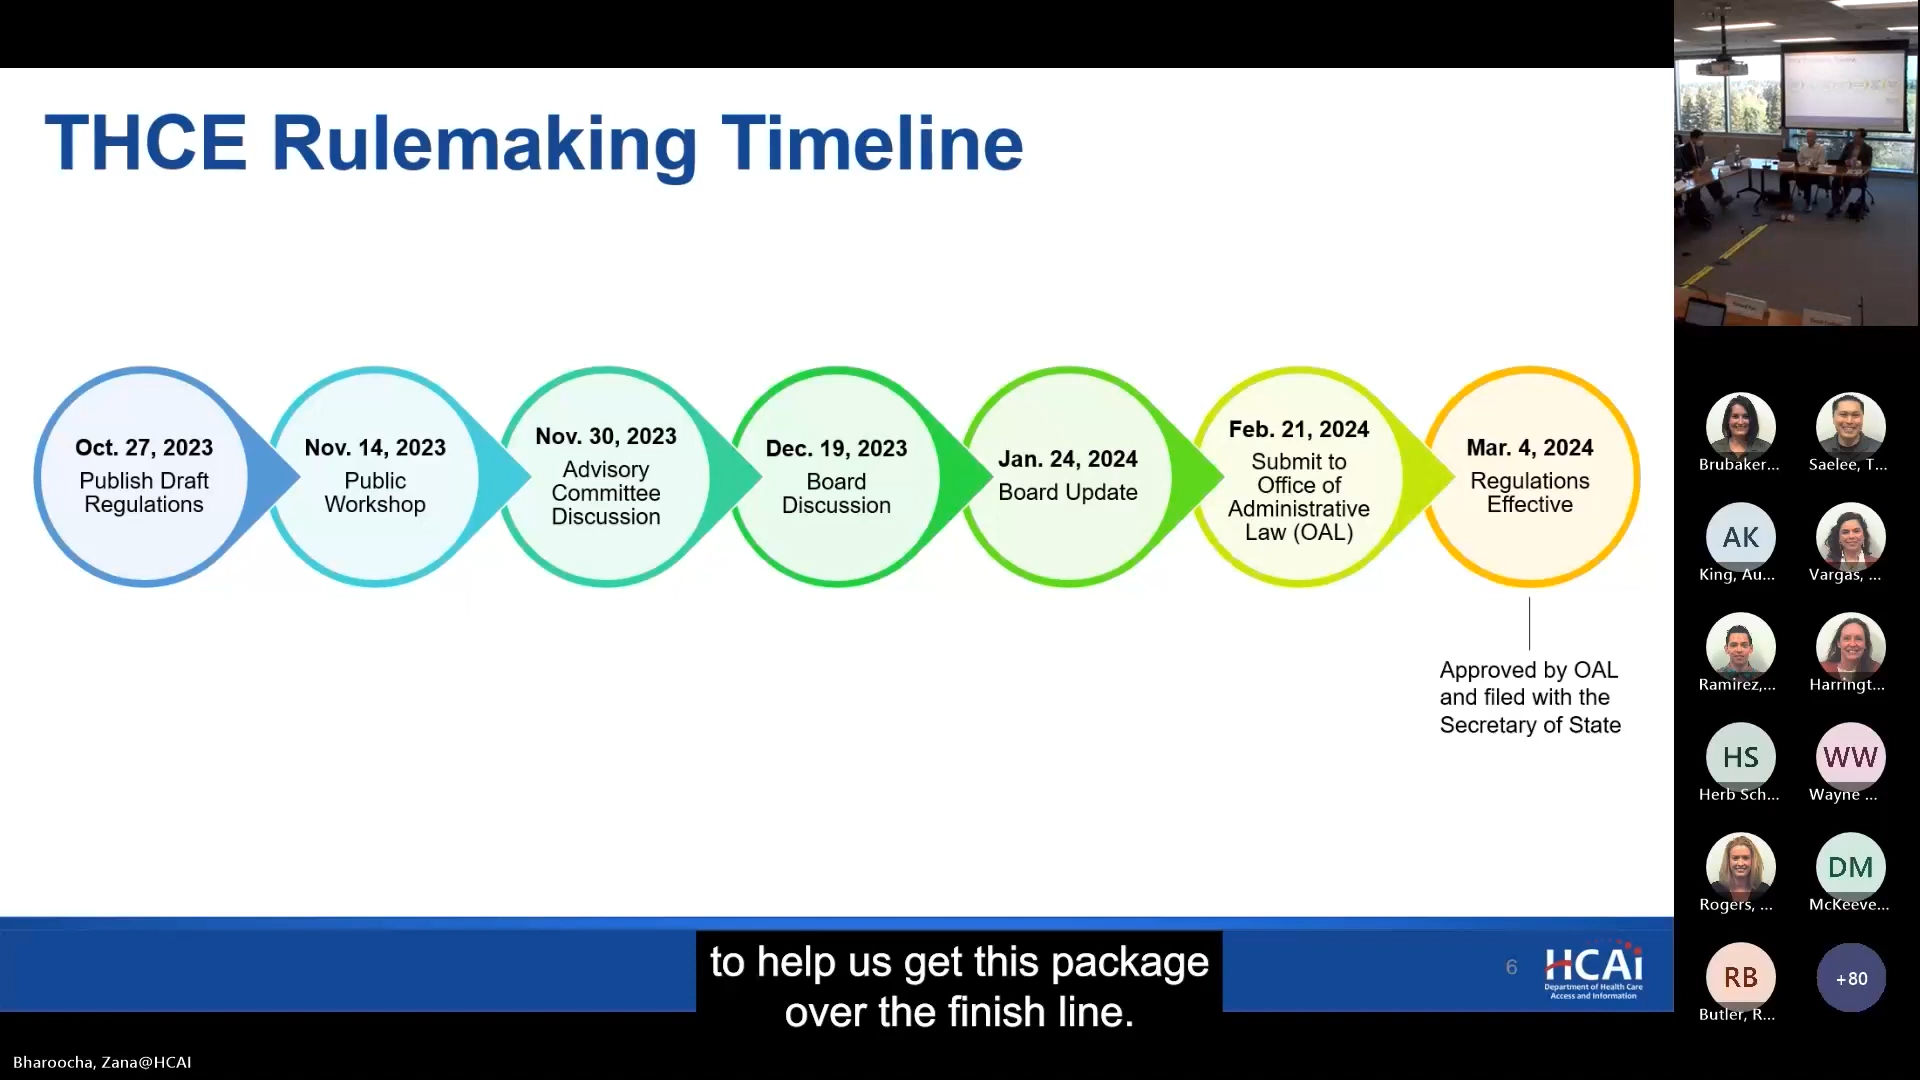 THCE Rulemaking Timeline
Oct. 27, 2023
Publish Draft
Regulations
Nov. 14, 2023
Public
Workshop
Nov. 30, 2023
Advisory
Committee
Discussion
Dec. 19, 2023
Board
Discussion
Jan. 24, 2024
Board Update
Feb. 21, 2024
Submit to
Office of
Administrative
Law (OAL)
Mar. 4, 2024
Regulations
Effective
Approved by OAL
and filed with the
Secretary of State
to help us get this package
over the finish line.
6
HCAi
Department of Health Care
Access and Information
Bharoocha, Zana@HCAI
Brubaker...
Saelee, T...
AK
King, Au...
Vargas, ...
Ramirez,...
Harringt...
HS
Herb Sch...
WW
Wayne ...
Rogers, ...
DM
McKeeve...
RB
Butler, R...
+80